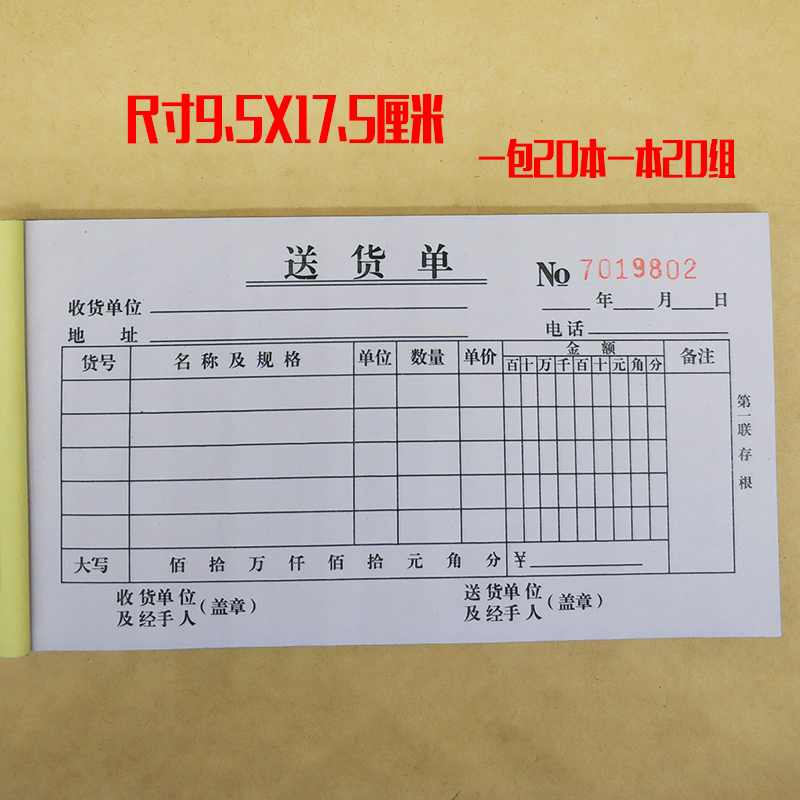 尺寸9.5X17.5厘米
一包20本一本20组
送货单
No 7019802
收货单位 年 月 日
地 址 电话
货号 名称及规格 单位 数量 单价 金额 备注
百 十 万 千 百 十 元 角 分
第一联 存根
大写 佰 拾 万 仟 佰 拾 元 角 分 ¥
收货单位及经手人(盖章) 送货单位及经手人(盖章)